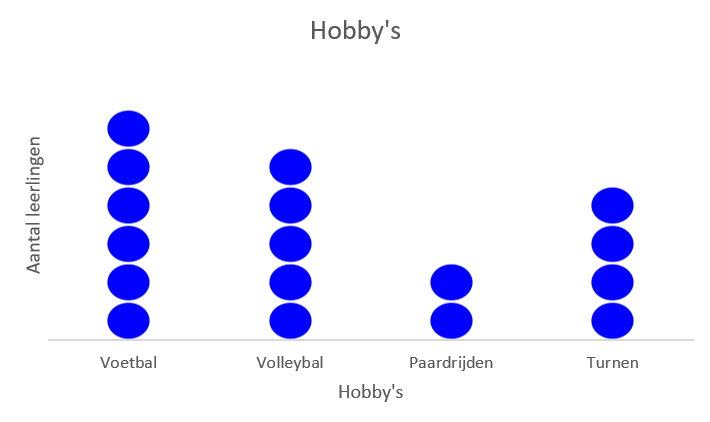 Hobby's
Aantal leerlingen
Voetbal Volleybal Paardrijden Turnen
Hobby's